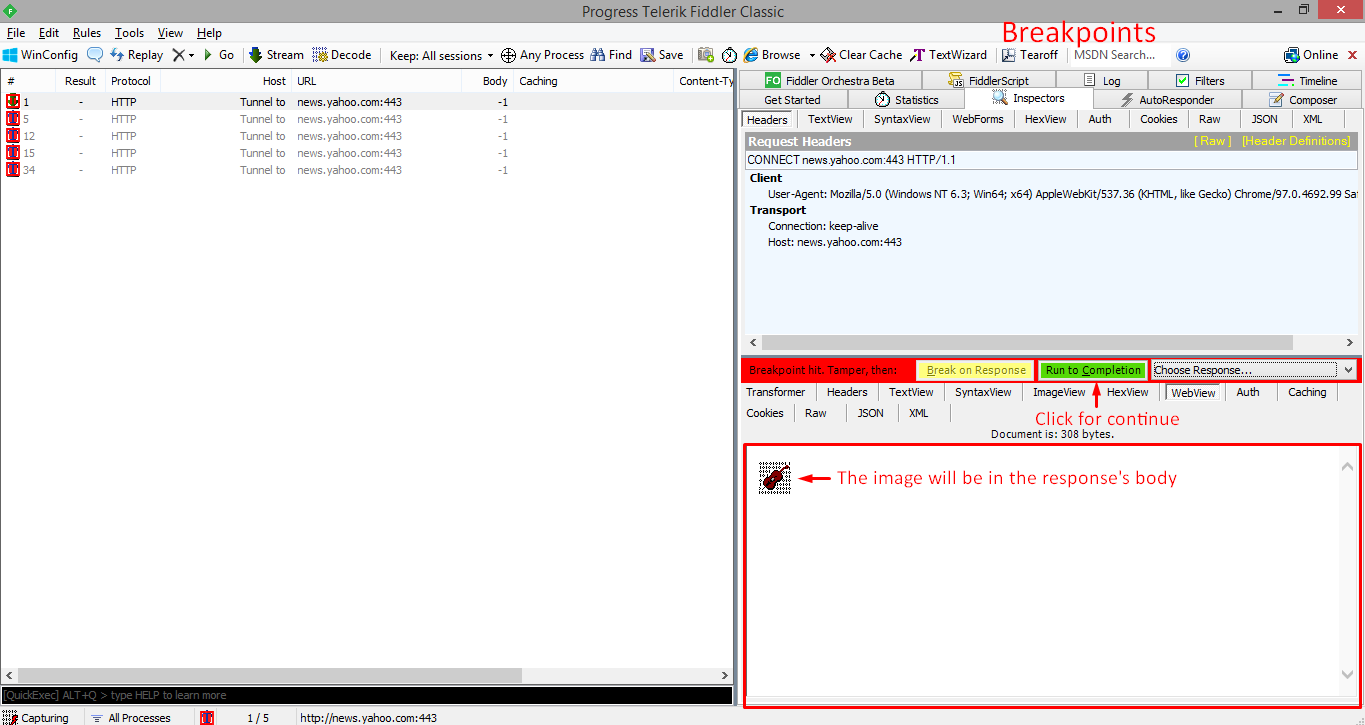 Progress Telerik Fiddler Classic
File Edit Rules Tools View Help
Breakpoints
WinConfig Replay Go Stream Decode Keep: All sessions Any Process Find Save Browse Clear Cache TextWizard Tearoff MSDN Search... Online
# Result Protocol Host URL Body Caching Content-Ty
1 - HTTP Tunnel to news.yahoo.com:443 -1
5 - HTTP Tunnel to news.yahoo.com:443 -1
12 - HTTP Tunnel to news.yahoo.com:443 -1
15 - HTTP Tunnel to news.yahoo.com:443 -1
34 - HTTP Tunnel to news.yahoo.com:443 -1
FO Fiddler Orchestra Beta FiddlerScript Log Filters Timeline
Get Started Statistics Inspectors AutoResponder Composer
Headers TextView SyntaxView WebForms HexView Auth Cookies Raw JSON XML
Request Headers [ Raw ] [Header Definitions]
CONNECT news.yahoo.com:443 HTTP/1.1
Client
User-Agent: Mozilla/5.0 (Windows NT 6.3; Win64; x64) AppleWebKit/537.36 (KHTML, like Gecko) Chrome/97.0.4692.99 Saf
Transport
Connection: keep-alive
Host: news.yahoo.com:443
Breakpoint hit. Tamper, then: Break on Response Run to Completion Choose Response...
Transformer Headers TextView SyntaxView ImageView HexView WebView Auth Caching
Cookies Raw JSON XML
Click for continue
Document is: 308 bytes.
The image will be in the response's body
[QuickExec] ALT+Q > type HELP to learn more
Capturing All Processes 1 / 5 http://news.yahoo.com:443